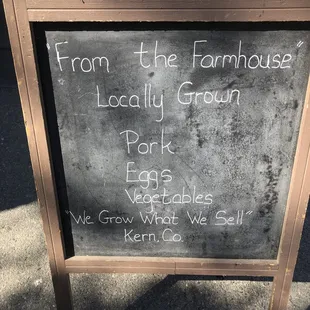 "From the Farmhouse"
Locally Grown
Pork
Eggs
Vegetables
"We Grow What We Sell"
Kern, Co.